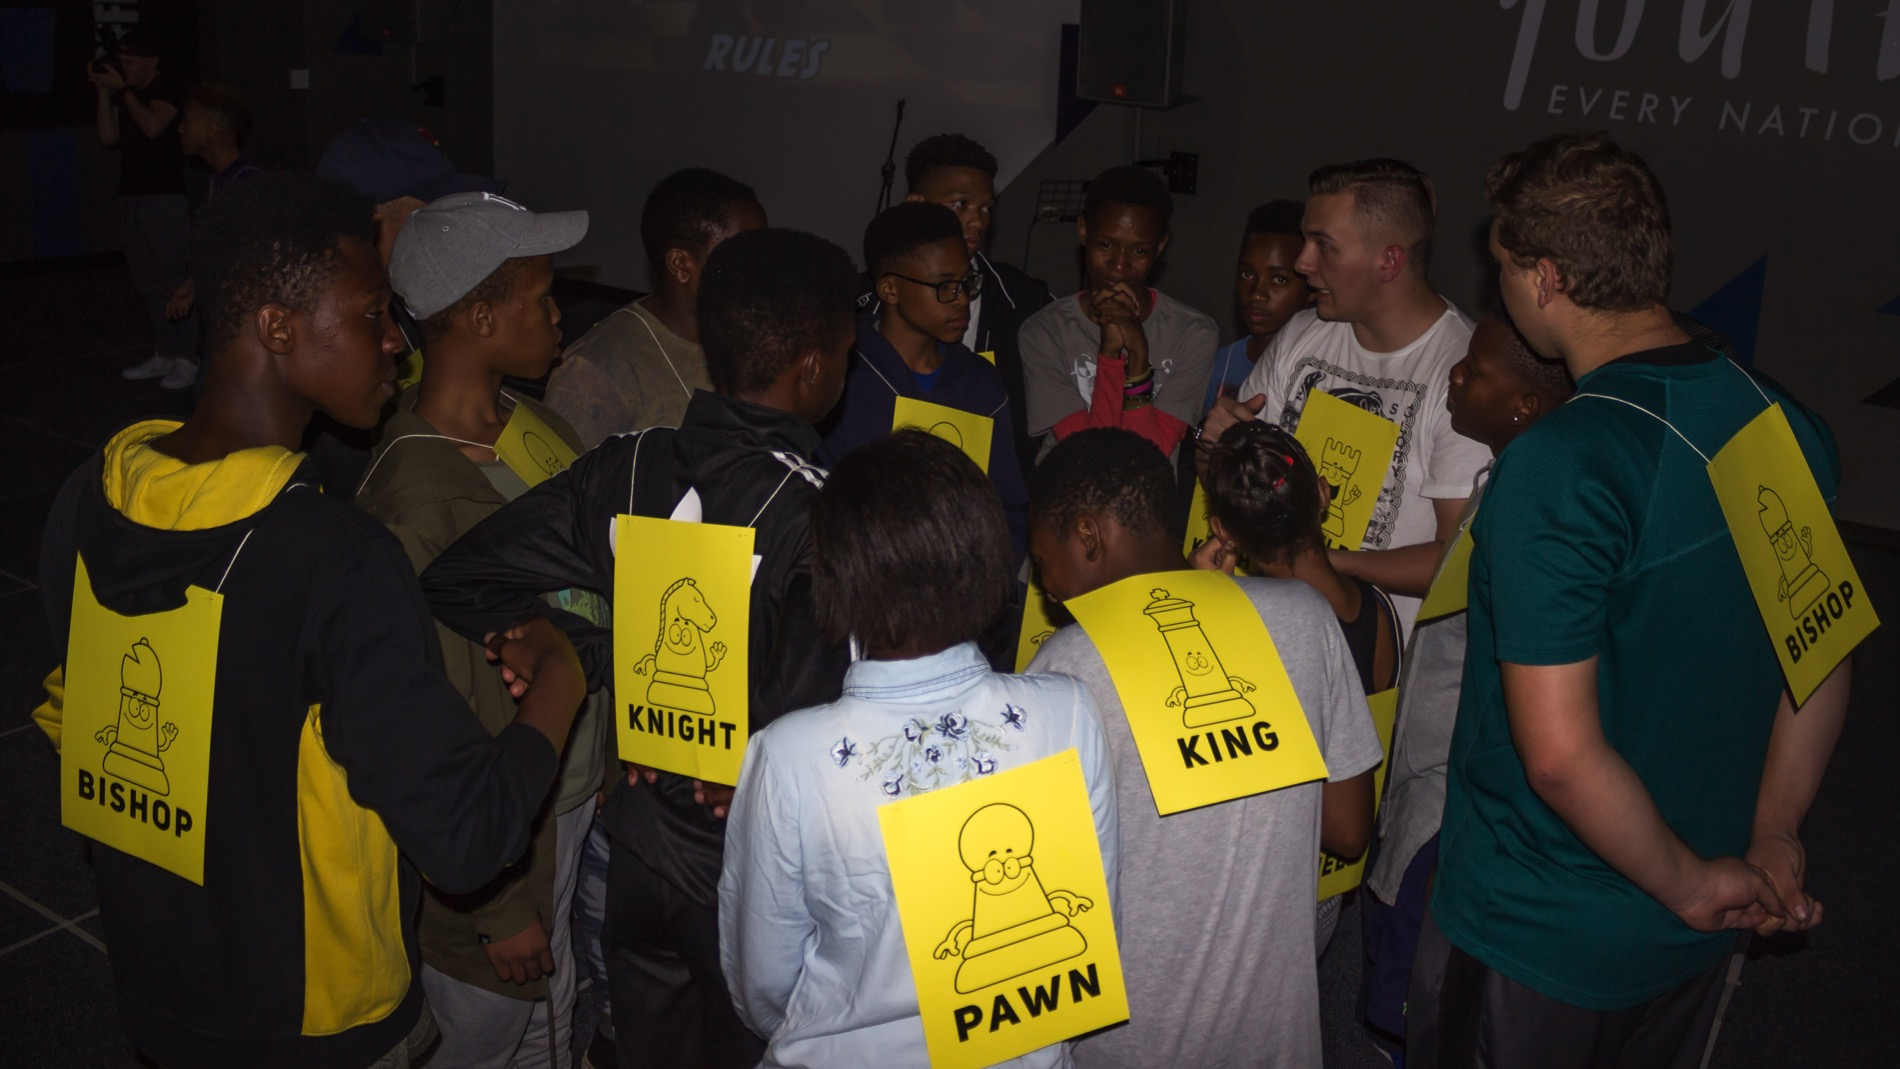 RULES
EVERY NATIO
BISHOP
KNIGHT
PAWN
KING
BISHOP